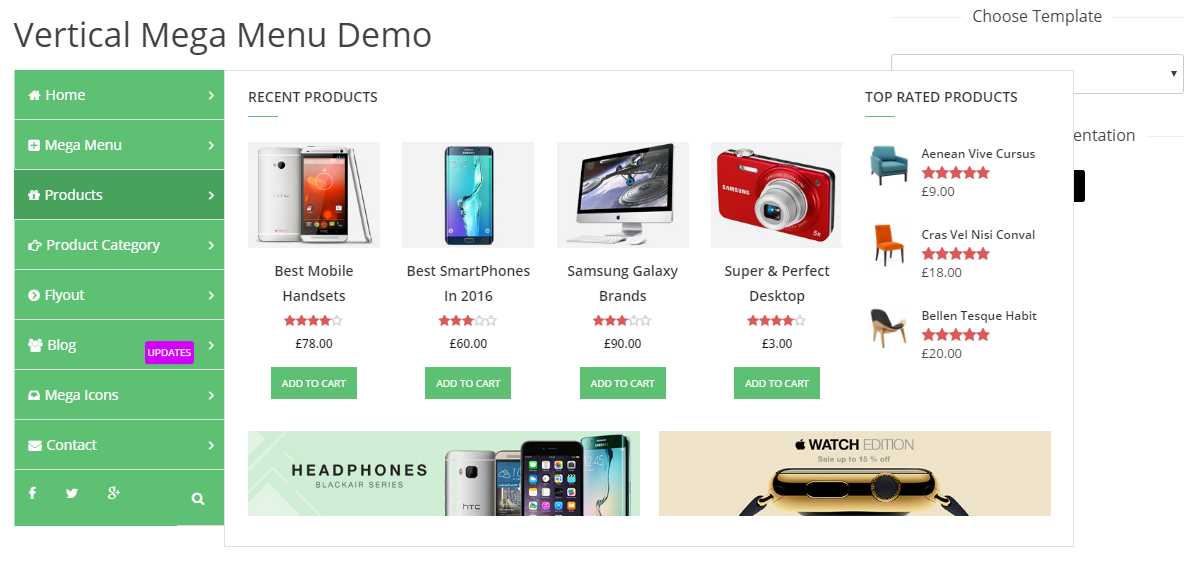 Choose Template
Vertical Mega Menu Demo
Home
Mega Menu
Products
Product Category
Flyout
Blog
UPDATES
Mega Icons
Contact
RECENT PRODUCTS
hTC
Best Mobile
Handsets
£78.00
ADD TO CART
Best SmartPhones
In 2016
£60.00
ADD TO CART
Samsung Galaxy
Brands
£90.00
ADD TO CART
SAMSUNG
5x
Super & Perfect
Desktop
£3.00
ADD TO CART
TOP RATED PRODUCTS
Aenean Vive Cursus
£9.00
Cras Vel Nisi Conval
£18.00
Bellen Tesque Habit
£20.00
entation
HEADPHONES
BLACKAIR SERIES
hTC
WATCH EDITION
Sale up to 15 % off